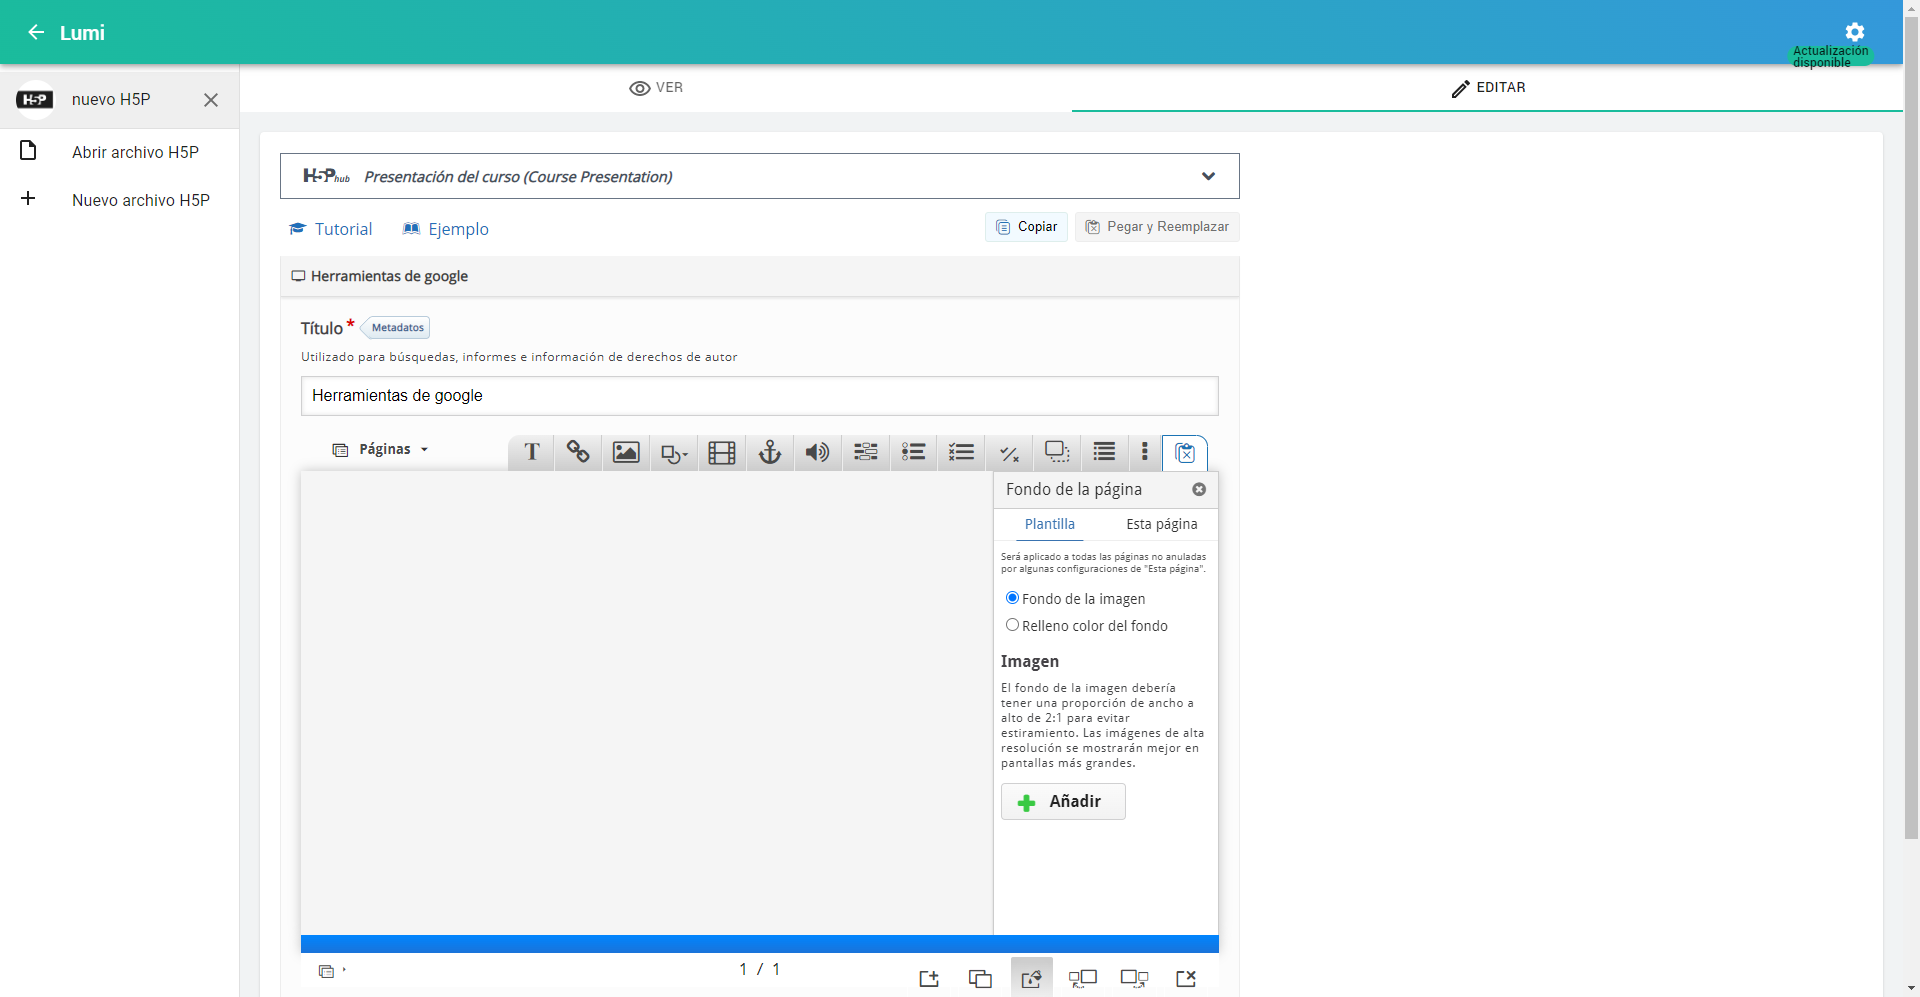 Lumi
Actualización
disponible
H-P nuevo H5P
VER
EDITAR
Abrir archivo H5P
Nuevo archivo H5P
H5Phub Presentación del curso (Course Presentation)
Tutorial
Ejemplo
Copiar
Pegar y Reemplazar
Herramientas de google
Título *
Metadatos
Utilizado para búsquedas, informes e información de derechos de autor
Herramientas de google
Páginas
T
Fondo de la página
Plantilla
Esta página
Será aplicado a todas las páginas no anuladas
por algunas configuraciones de "Esta página".
Fondo de la imagen
Relleno color del fondo
Imagen
El fondo de la imagen debería
tener una proporción de ancho a
alto de 2:1 para evitar
estiramiento. Las imágenes de alta
resolución se mostrarán mejor en
pantallas más grandes.
Añadir
1 / 1